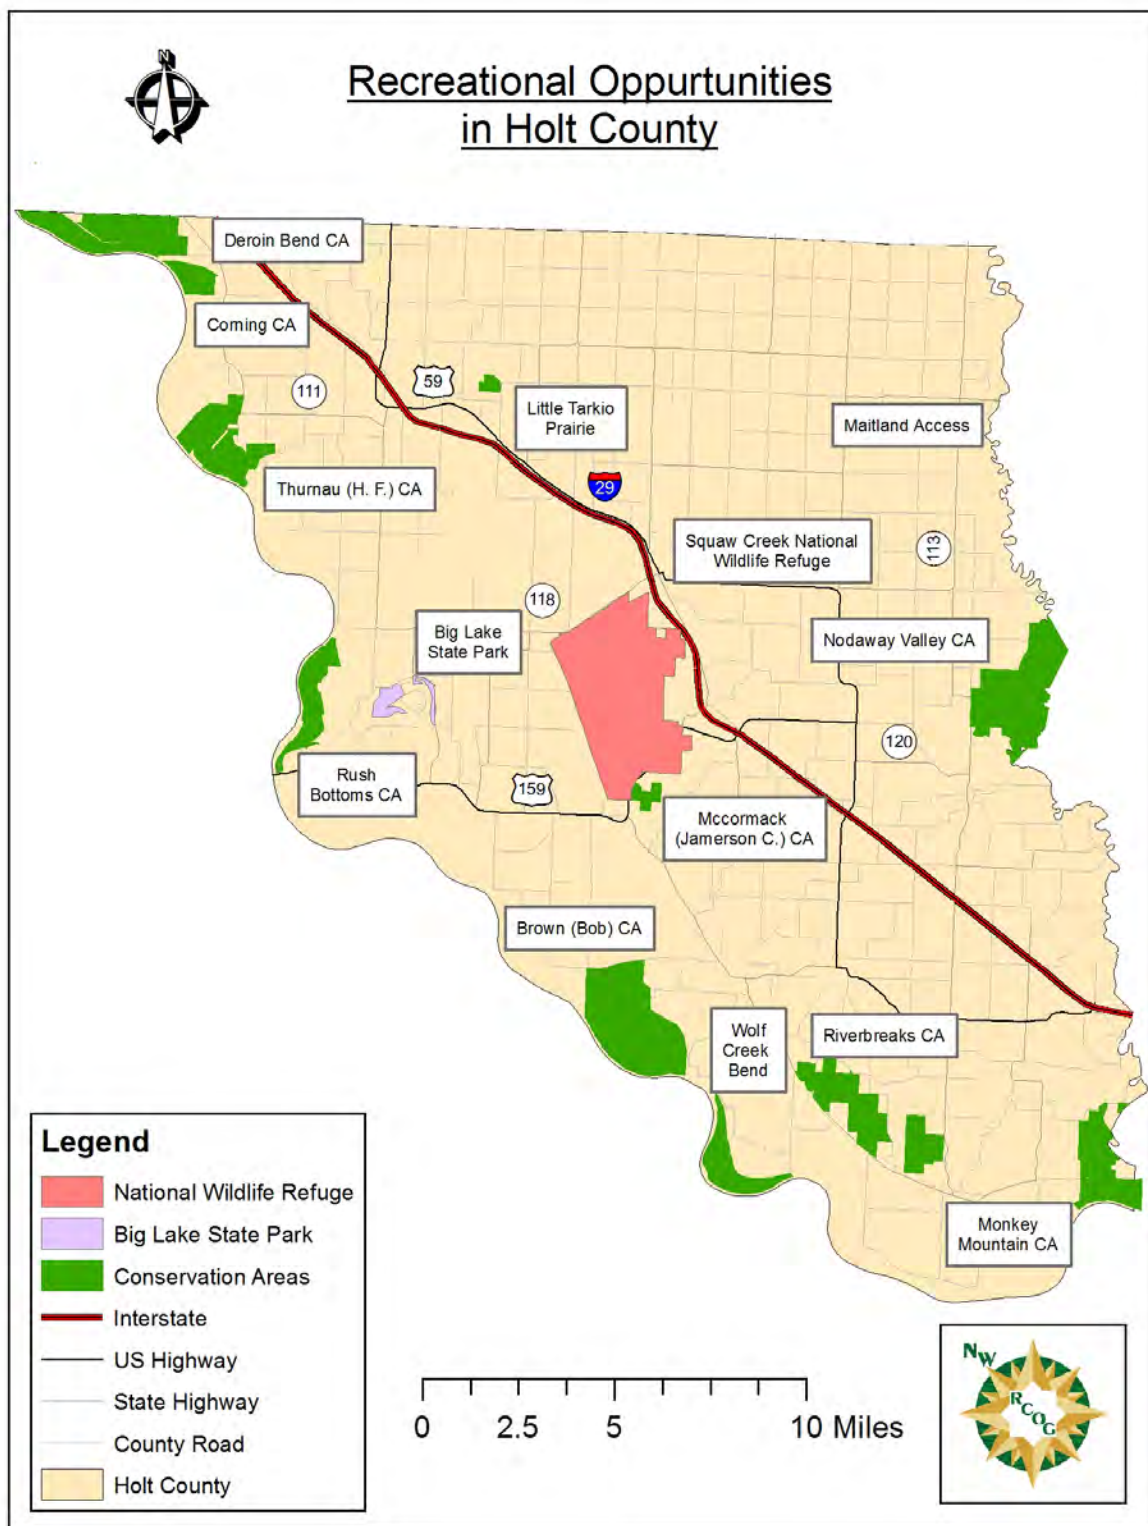 N
Recreational Oppurtunities
in Holt County
Deroin Bend CA
Corning CA
111
59
Little Tarkio
Prairie
Maitland Access
Thurnau (H. F.) CA
29
Squaw Creek National
Wildlife Refuge
113
118
Big Lake
State Park
Nodaway Valley CA
120
Rush
Bottoms CA
159
Mccormack
(Jamerson C.) CA
Brown (Bob) CA
Wolf
Creek
Bend
Riverbreaks CA
Monkey
Mountain CA
Legend
National Wildlife Refuge
Big Lake State Park
Conservation Areas
Interstate
US Highway
State Highway
County Road
Holt County
0 2.5 5 10 Miles
NW
RCOG